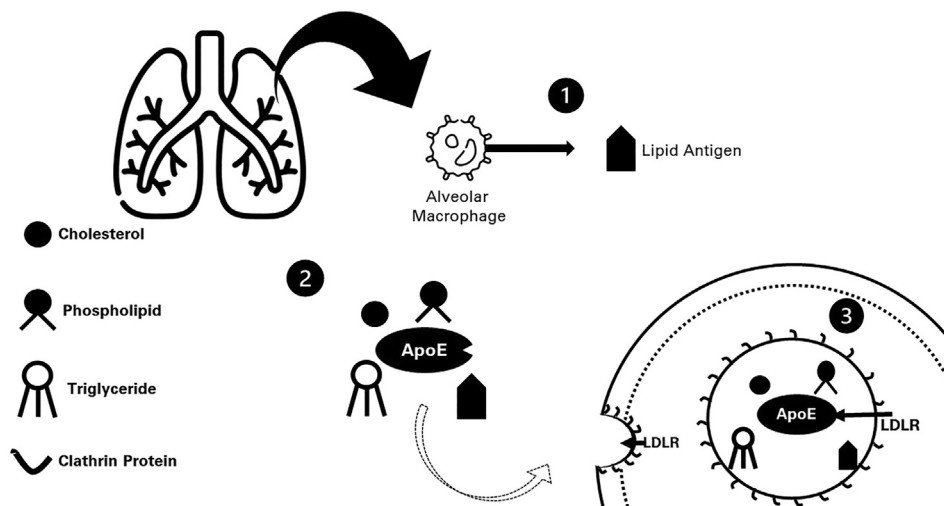 1
Lipid Antigen
Alveolar
Macrophage
Cholesterol
2
Phospholipid
ApoE
3
Triglyceride
ApoE
LDLR
LDLR
Clathrin Protein